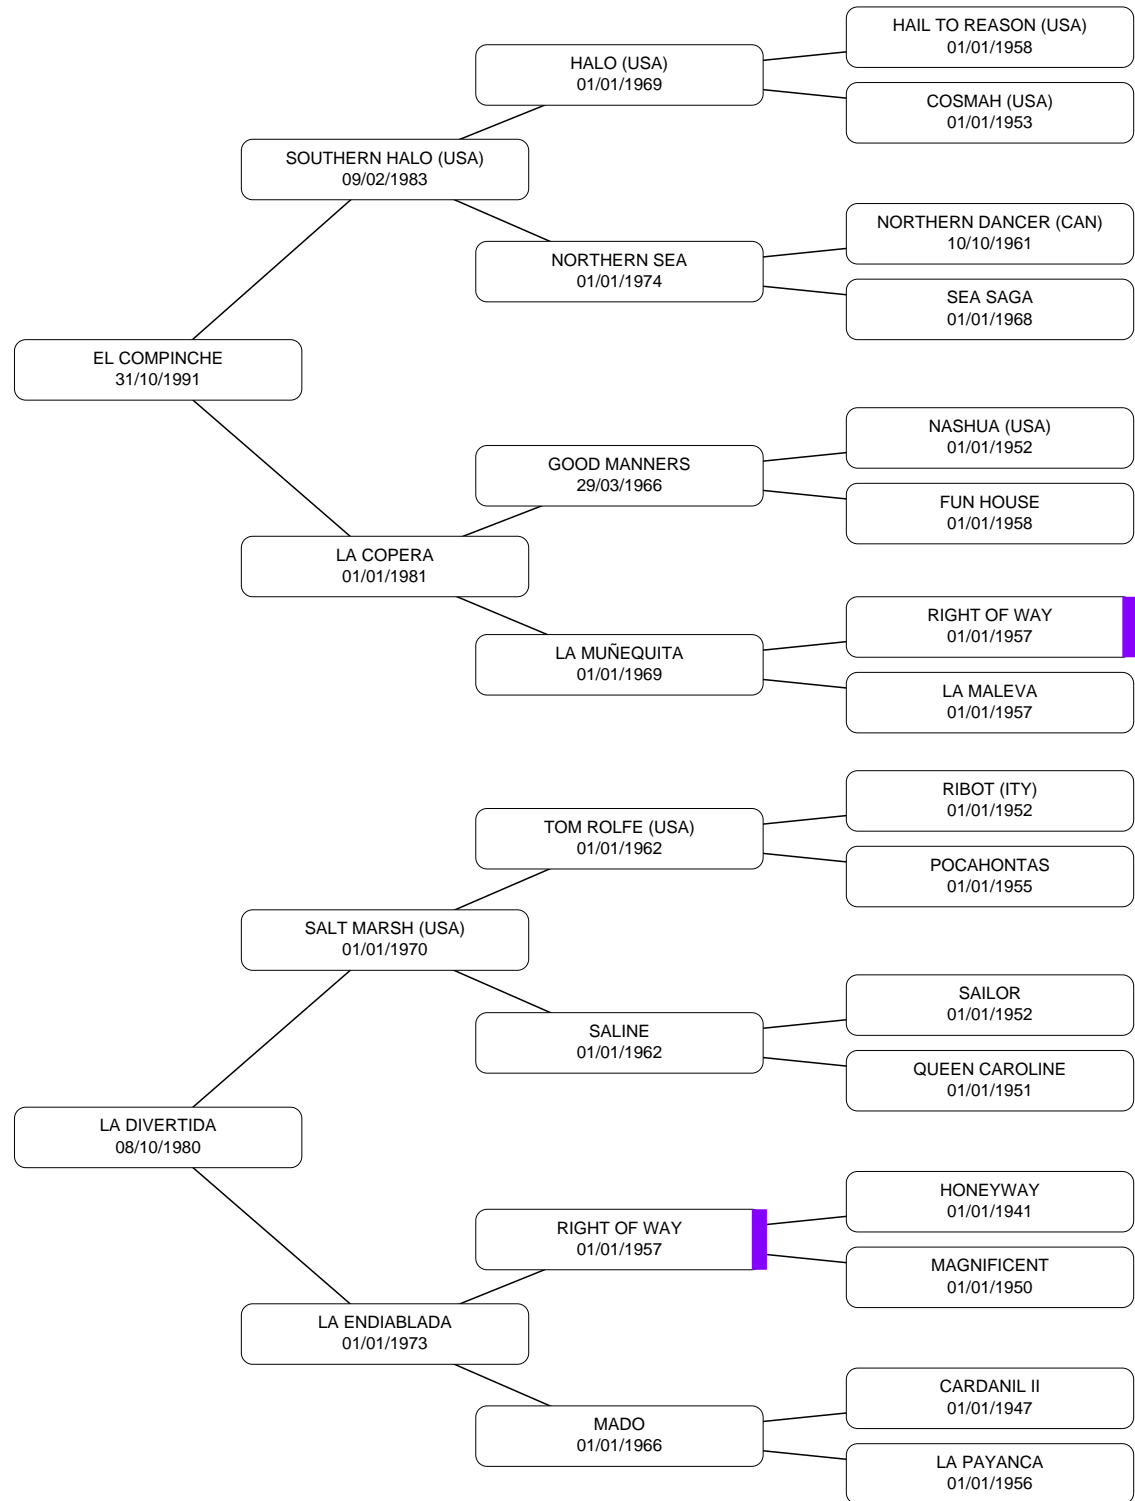 HAIL TO REASON (USA)
01/01/1958
HALO (USA)
01/01/1969
COSMAH (USA)
01/01/1953
SOUTHERN HALO (USA)
09/02/1983
NORTHERN DANCER (CAN)
10/10/1961
NORTHERN SEA
01/01/1974
SEA SAGA
01/01/1968
EL COMPINCHE
31/10/1991
NASHUA (USA)
01/01/1952
GOOD MANNERS
29/03/1966
FUN HOUSE
01/01/1958
LA COPERA
01/01/1981
RIGHT OF WAY
01/01/1957
LA MUÑEQUITA
01/01/1969
LA MALEVA
01/01/1957
RIBOT (ITY)
01/01/1952
TOM ROLFE (USA)
01/01/1962
POCAHONTAS
01/01/1955
SALT MARSH (USA)
01/01/1970
SAILOR
01/01/1952
SALINE
01/01/1962
QUEEN CAROLINE
01/01/1951
LA DIVERTIDA
08/10/1980
HONEYWAY
01/01/1941
RIGHT OF WAY
01/01/1957
MAGNIFICENT
01/01/1950
LA ENDIABLADA
01/01/1973
CARDANIL II
01/01/1947
MADO
01/01/1966
LA PAYANCA
01/01/1956